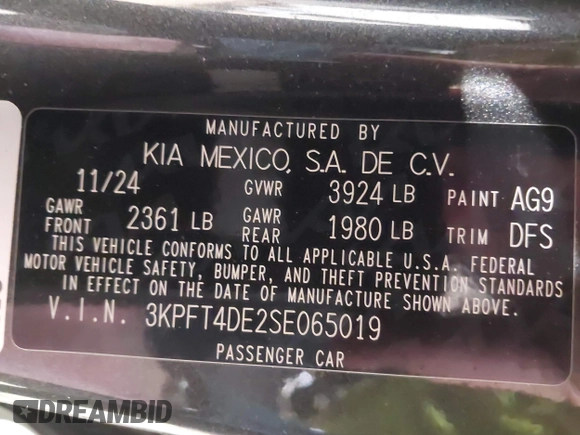 MANUFACTURED BY
KIA MEXICO, S.A. DE C.V.
11/24 GVWR 3924 LB PAINT AG9
GAWR FRONT 2361 LB GAWR REAR 1980 LB TRIM DFS
THIS VEHICLE CONFORMS TO ALL APPLICABLE U.S.A. FEDERAL
MOTOR VEHICLE SAFETY, BUMPER, AND THEFT PREVENTION STANDARDS
IN EFFECT ON THE DATE OF MANUFACTURE SHOWN ABOVE.
V.I.N. 3KPFT4DE2SE065019
PASSENGER CAR
DREAMBID